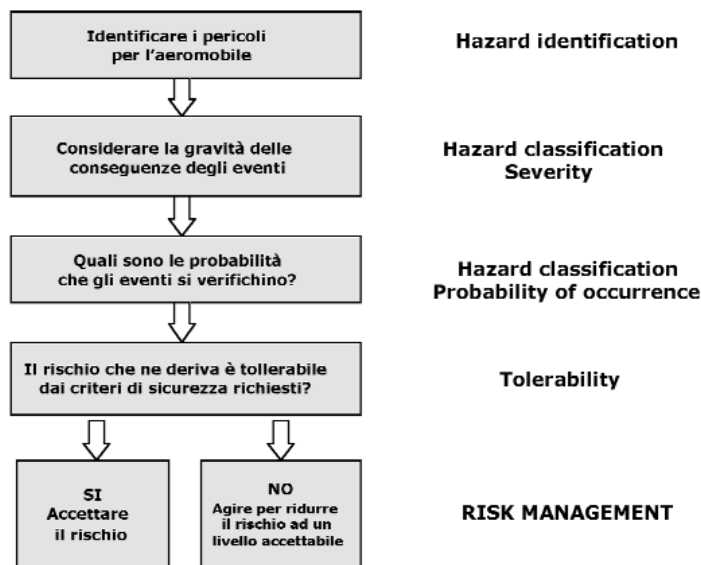 Identificare i pericoli
per l'aeromobile
Hazard identification
Considerare la gravità delle
conseguenze degli eventi
Hazard classification
Severity
Quali sono le probabilità
che gli eventi si verifichino?
Hazard classification
Probability of occurrence
Il rischio che ne deriva è tollerabile
dai criteri di sicurezza richiesti?
Tolerability
SI
Accettare
il rischio
NO
Agire per ridurre
il rischio ad un
livello accettabile
RISK MANAGEMENT